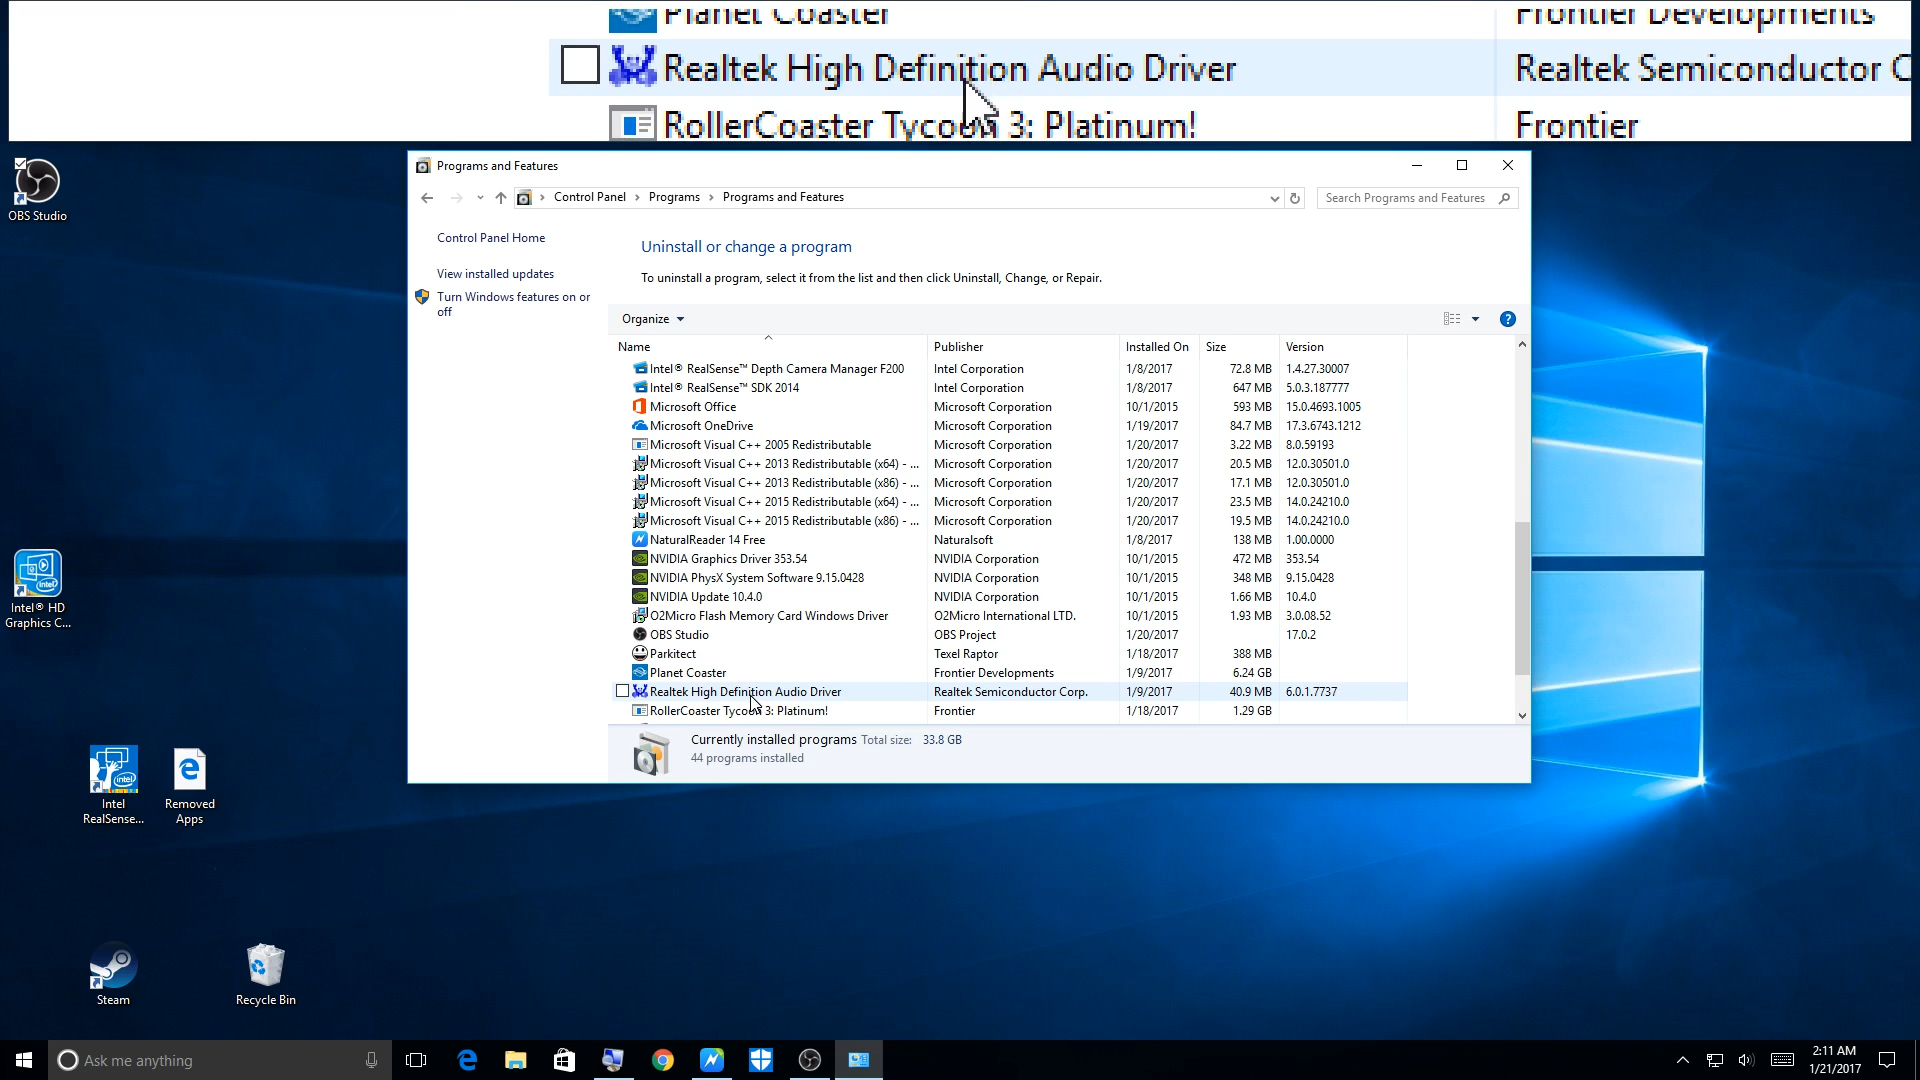 Planet Coaster Frontier Developments
Realtek High Definition Audio Driver Realtek Semiconductor C
RollerCoaster Tycoon 3: Platinum! Frontier
OBS Studio
Intel® HD
Graphics C...
Intel
RealSense...
Removed
Apps
Steam
Recycle Bin
Programs and Features
Control Panel Programs Programs and Features
Search Programs and Features
Control Panel Home
View installed updates
Turn Windows features on or
off
Uninstall or change a program
To uninstall a program, select it from the list and then click Uninstall, Change, or Repair.
Organize
Name Publisher Installed On Size Version
Intel® RealSense™ Depth Camera Manager F200 Intel Corporation 1/8/2017 72.8 MB 1.4.27.30007
Intel® RealSense™ SDK 2014 Intel Corporation 1/8/2017 647 MB 5.0.3.187777
Microsoft Office Microsoft Corporation 10/1/2015 593 MB 15.0.4693.1005
Microsoft OneDrive Microsoft Corporation 1/19/2017 84.7 MB 17.3.6743.1212
Microsoft Visual C++ 2005 Redistributable Microsoft Corporation 1/20/2017 3.22 MB 8.0.59193
Microsoft Visual C++ 2013 Redistributable (x64) - ... Microsoft Corporation 1/20/2017 20.5 MB 12.0.30501.0
Microsoft Visual C++ 2013 Redistributable (x86) - ... Microsoft Corporation 1/20/2017 17.1 MB 12.0.30501.0
Microsoft Visual C++ 2015 Redistributable (x64) - ... Microsoft Corporation 1/20/2017 23.5 MB 14.0.24210.0
Microsoft Visual C++ 2015 Redistributable (x86) - ... Microsoft Corporation 1/20/2017 19.5 MB 14.0.24210.0
NaturalReader 14 Free Naturalsoft 1/8/2017 138 MB 1.00.0000
NVIDIA Graphics Driver 353.54 NVIDIA Corporation 10/1/2015 472 MB 353.54
NVIDIA PhysX System Software 9.15.0428 NVIDIA Corporation 10/1/2015 348 MB 9.15.0428
NVIDIA Update 10.4.0 NVIDIA Corporation 10/1/2015 1.66 MB 10.4.0
O2Micro Flash Memory Card Windows Driver O2Micro International LTD. 10/1/2015 1.93 MB 3.0.08.52
OBS Studio OBS Project 1/20/2017 17.0.2
Parkitect Texel Raptor 1/18/2017 388 MB
Planet Coaster Frontier Developments 1/9/2017 6.24 GB
Realtek High Definition Audio Driver Realtek Semiconductor Corp. 1/9/2017 40.9 MB 6.0.1.7737
RollerCoaster Tycoon 3: Platinum! Frontier 1/18/2017 1.29 GB
Currently installed programs Total size: 33.8 GB
44 programs installed
Ask me anything
2:11 AM
1/21/2017